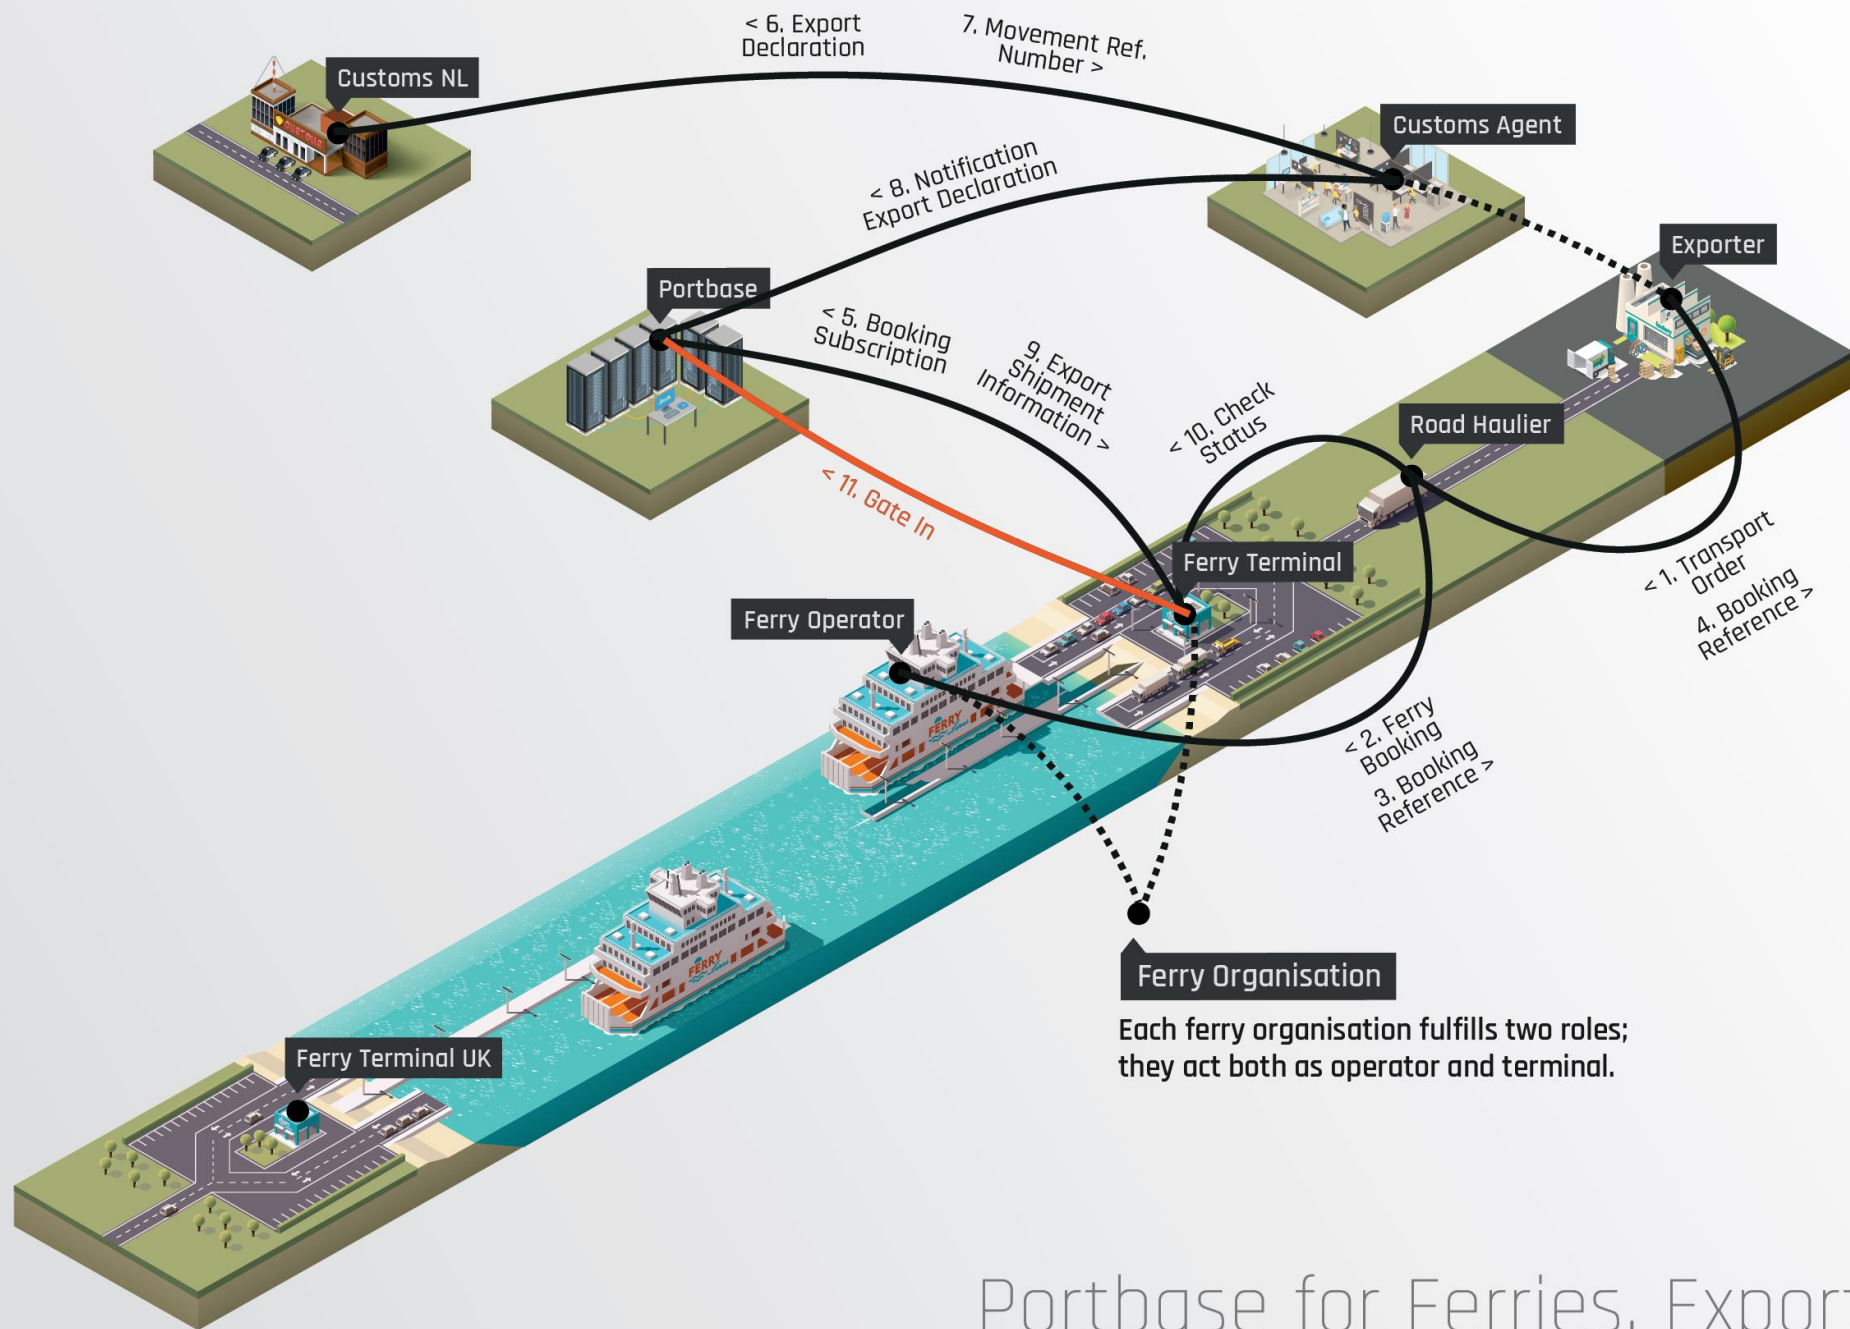 < 6. Export
Declaration
7. Movement Ref.
Number >
Customs NL
CUSTOMS
Customs Agent
< 8. Notification
Export Declaration
Exporter
Portbase
< 5. Booking
Subscription
9. Export
Shipment
Information >
< 10. Check
Status
Road Haulier
< 11. Gate In
Ferry Terminal
< 1. Transport
Order
4. Booking
Reference >
Ferry Operator
FERRY
< 2. Ferry
Booking
3. Booking
Reference >
FERRY
Ferry Organisation
Each ferry organisation fulfills two roles;
they act both as operator and terminal.
Ferry Terminal UK
Portbase for Ferries. Export